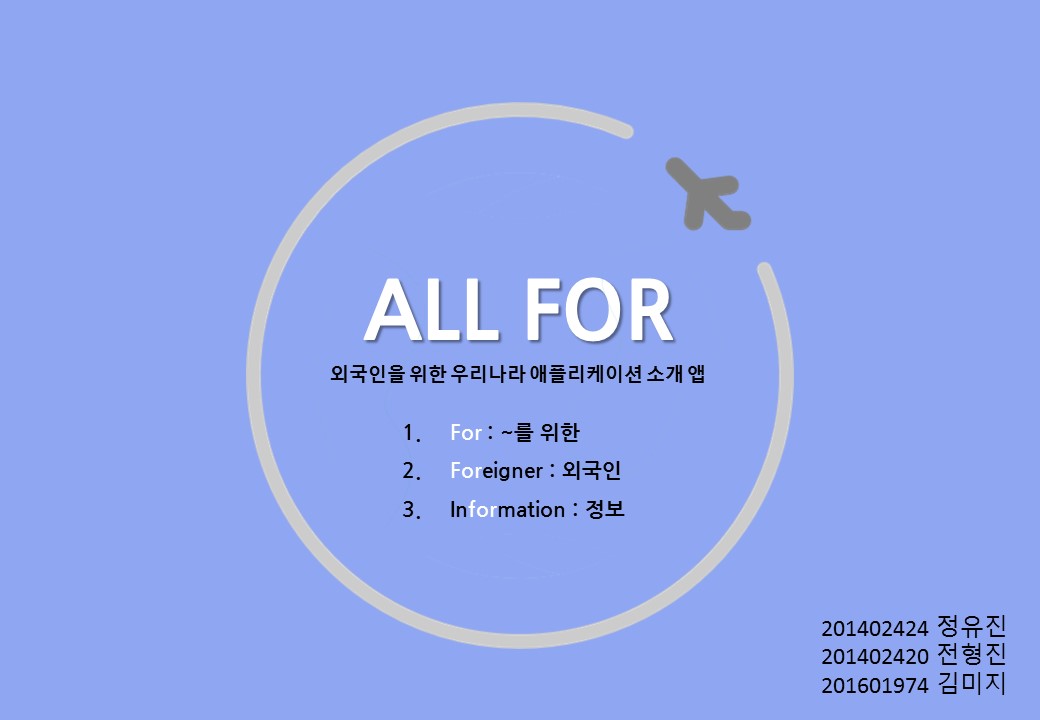 ALL FOR
외국인을 위한 우리나라 애플리케이션 소개 앱
1. For : ~를 위한
2. Foreigner : 외국인
3. Information : 정보
201402424 정유진
201402420 전형진
201601974 김미지